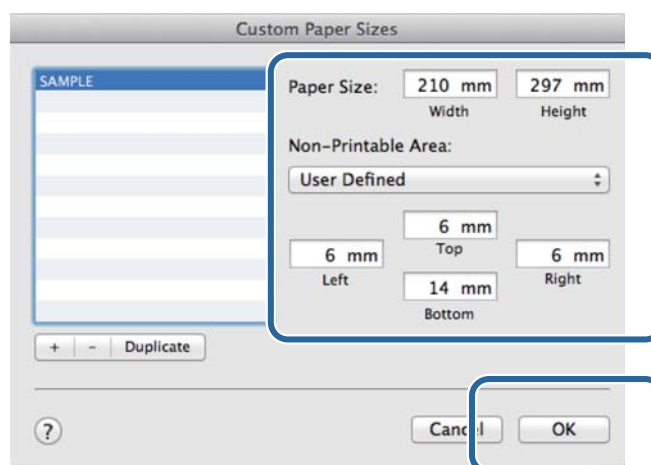 Custom Paper Sizes
SAMPLE
Paper Size: 210 mm 297 mm
Width Height
Non-Printable Area:
User Defined
6 mm
Top
6 mm 6 mm
Left Right
14 mm
Bottom
+ - Duplicate
? Cancel OK